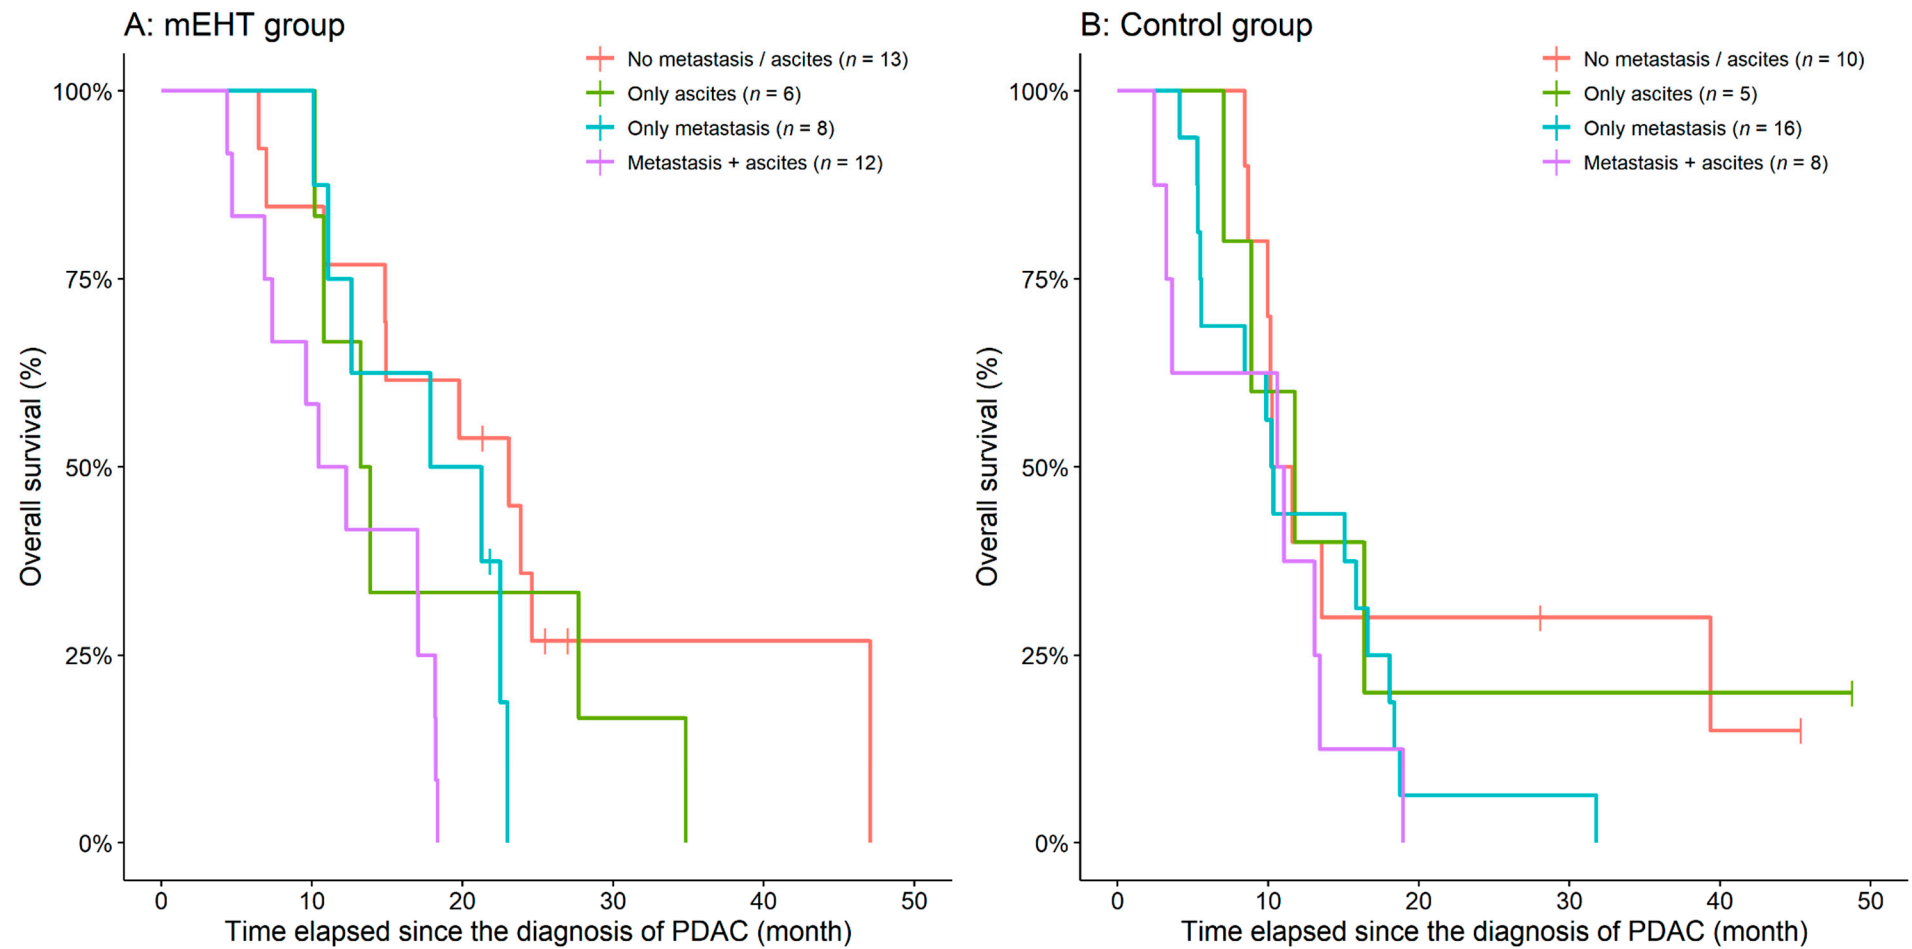 A: mEHT group
No metastasis / ascites (n = 13)
Only ascites (n = 6)
Only metastasis (n = 8)
Metastasis + ascites (n = 12)
100%
75%
50%
25%
0%
Overall survival (%)
0 10 20 30 40 50
Time elapsed since the diagnosis of PDAC (month)
B: Control group
No metastasis / ascites (n = 10)
Only ascites (n = 5)
Only metastasis (n = 16)
Metastasis + ascites (n = 8)
100%
75%
50%
25%
0%
Overall survival (%)
0 10 20 30 40 50
Time elapsed since the diagnosis of PDAC (month)